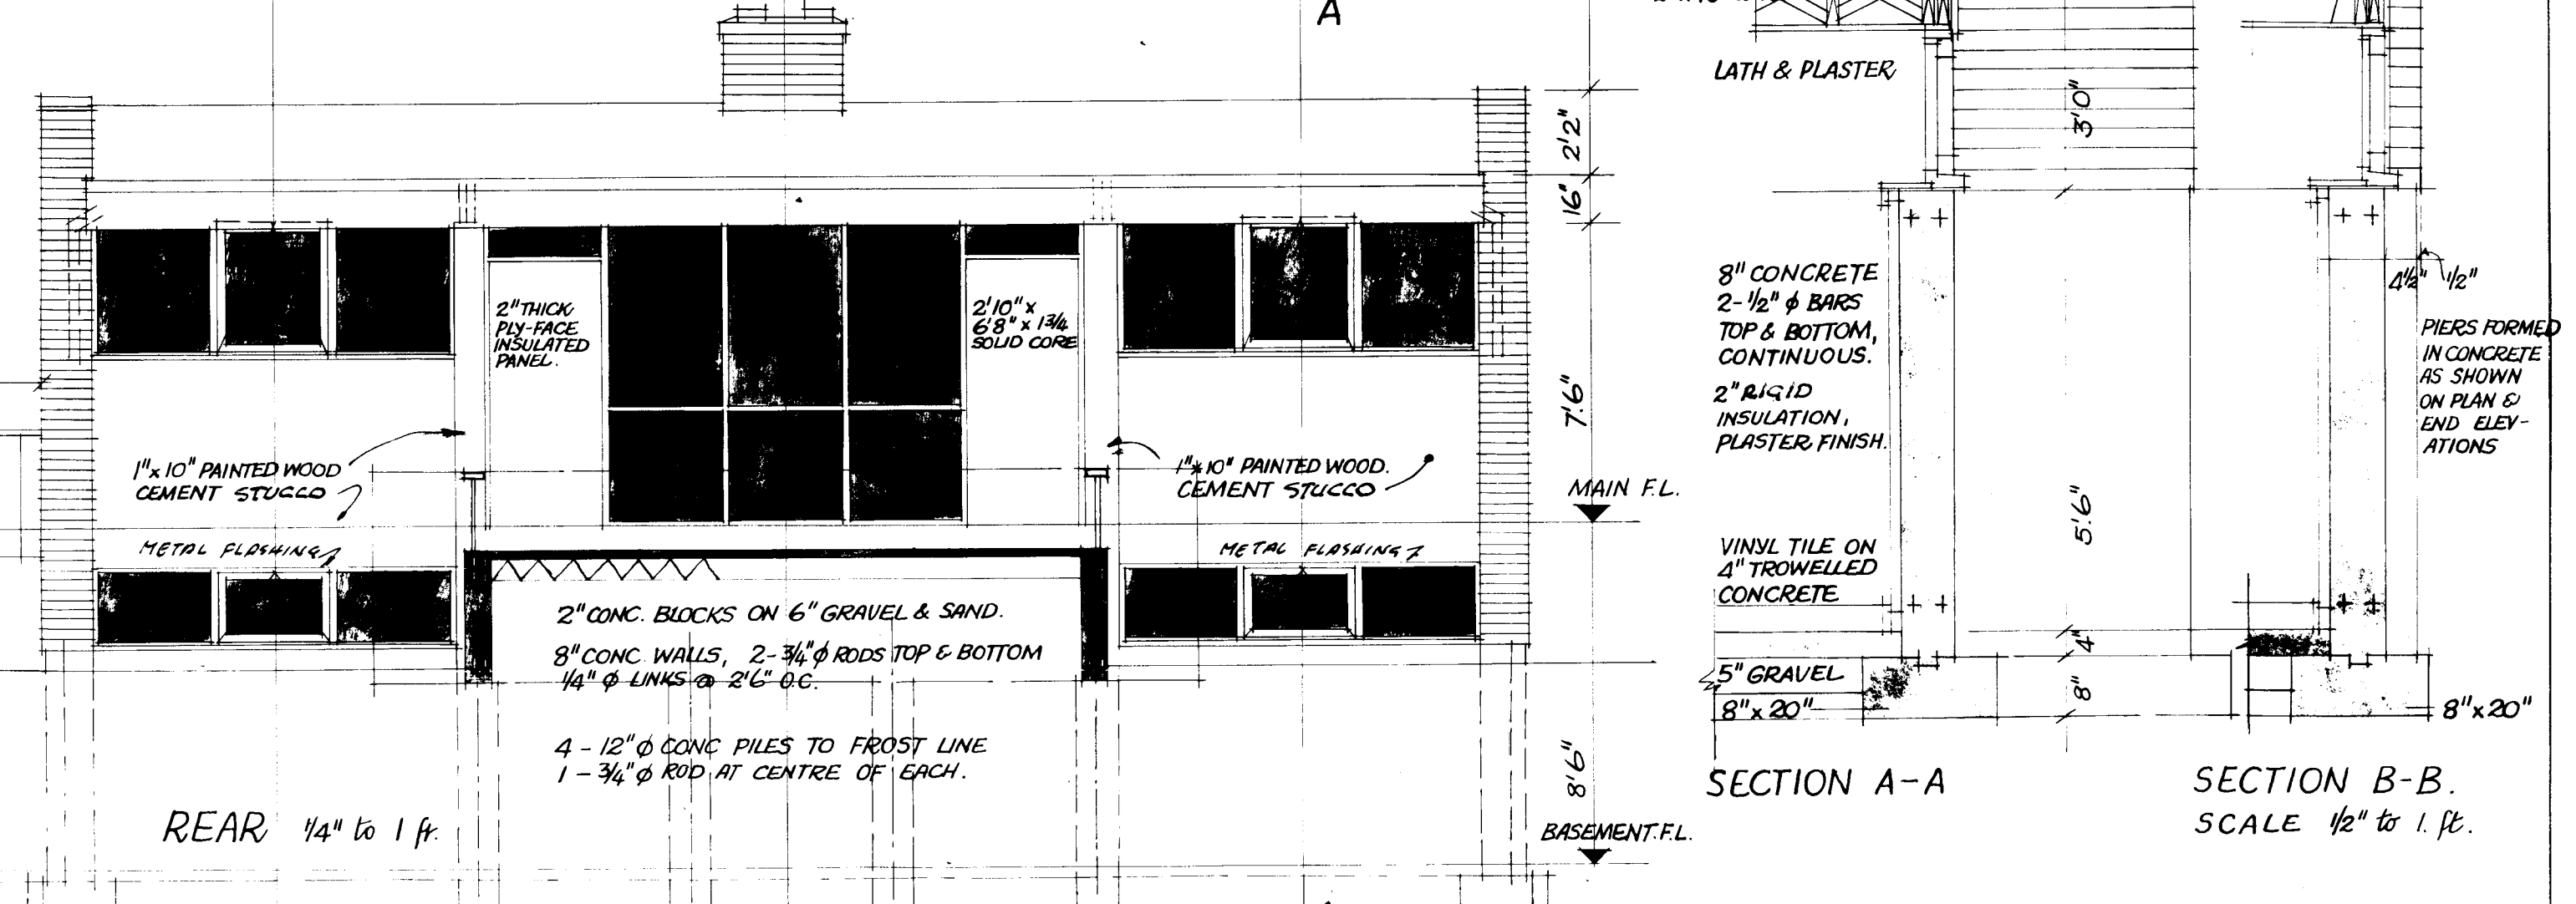 A
LATH & PLASTER
3'0"
2'2"
16"
7'6"
8'6"
2" THICK
PLY-FACE
INSULATED
PANEL.
2'10" x
6'8" x 1 3/4
SOLID CORE
1" x 10" PAINTED WOOD
CEMENT STUCCO
1" x 10" PAINTED WOOD.
CEMENT STUCCO
METAL FLASHING
METAL FLASHING
MAIN F.L.
BASEMENT.F.L.
2" CONC. BLOCKS ON 6" GRAVEL & SAND.
8" CONC. WALLS, 2-3/4" ϕ RODS TOP & BOTTOM
1/4" ϕ LINKS @ 2'6" O.C.
4 - 12" ϕ CONC PILES TO FROST LINE
1 - 3/4" ϕ ROD AT CENTRE OF EACH.
REAR 1/4" to 1 ft.
8" CONCRETE
2-1/2" ϕ BARS
TOP & BOTTOM,
CONTINUOUS.
2" RIGID
INSULATION,
PLASTER FINISH.
VINYL TILE ON
4" TROWELLED
CONCRETE
5" GRAVEL
8" x 20"
5'6"
4"
8"
SECTION A-A
4 1/2" 1/2"
PIERS FORMED
IN CONCRETE
AS SHOWN
ON PLAN &
END ELEV-
ATIONS
8" x 20"
SECTION B-B.
SCALE 1/2" to 1. ft.